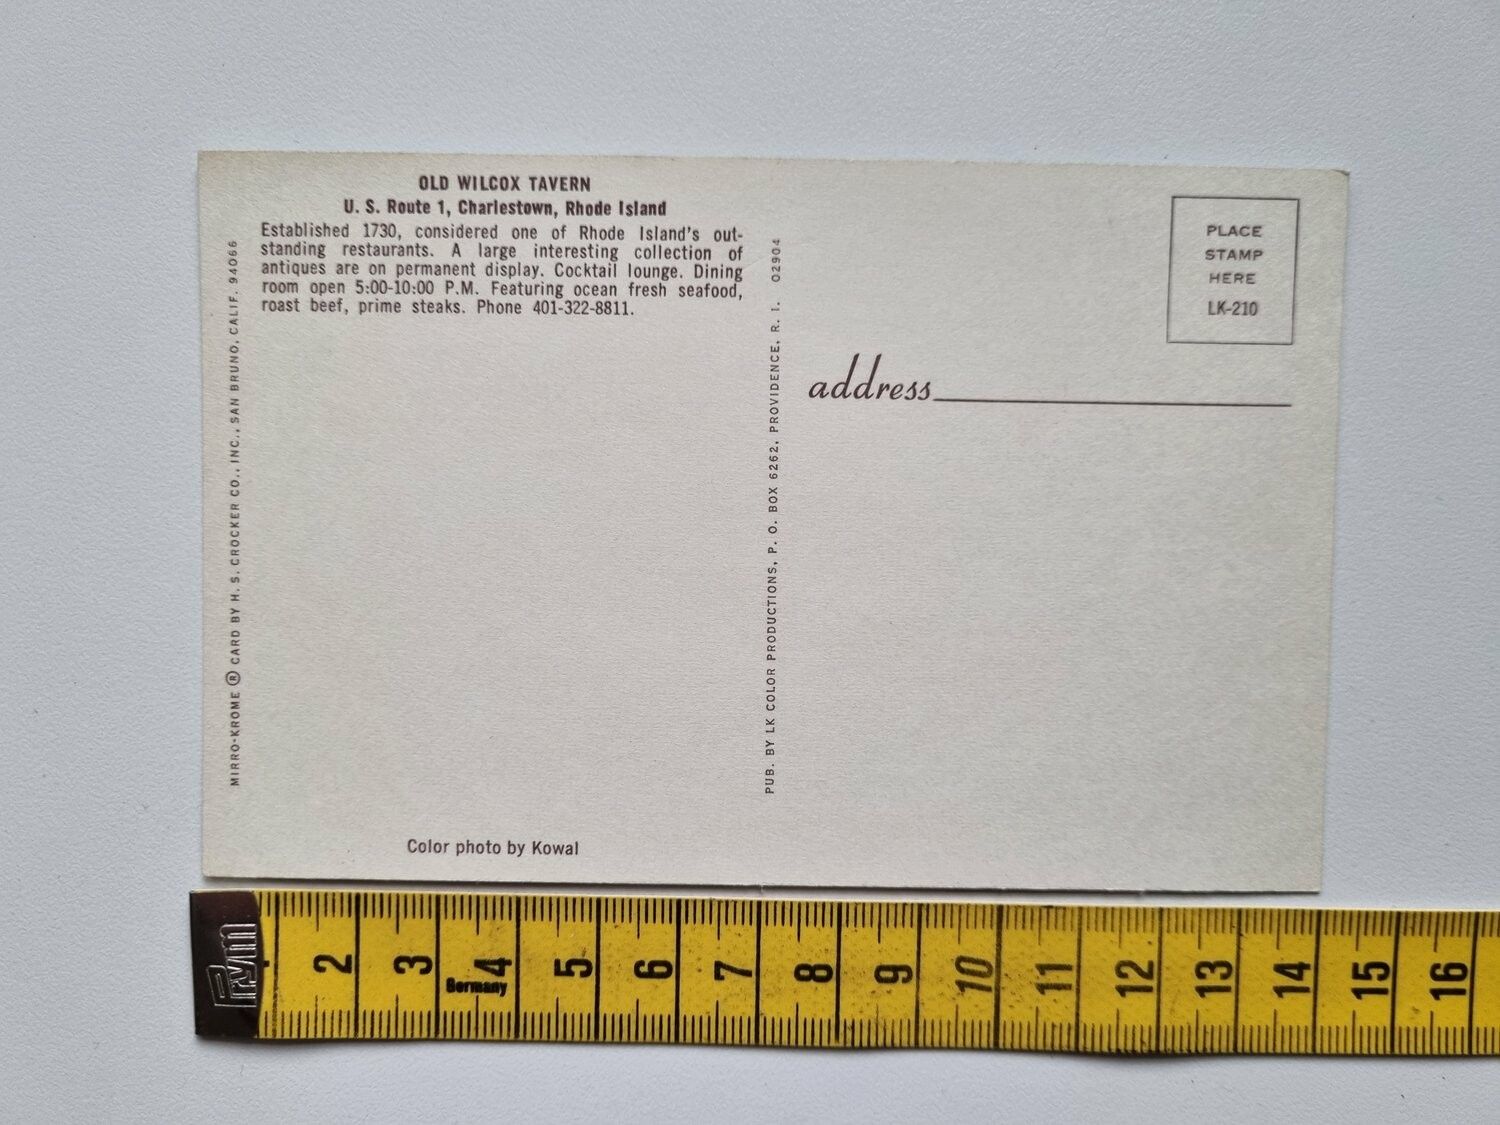 OLD WILCOX TAVERN
U. S. Route 1, Charlestown, Rhode Island
Established 1730, considered one of Rhode Island's out-
standing restaurants. A large interesting collection of
antiques are on permanent display. Cocktail lounge. Dining
room open 5:00-10:00 P.M. Featuring ocean fresh seafood,
roast beef, prime steaks. Phone 401-322-8811.
MIRRO-KROME ® CARD BY H. S. CROCKER CO., INC., SAN BRUNO, CALIF. 94066
Color photo by Kowal
PUB. BY LK COLOR PRODUCTIONS, P. O. BOX 6262, PROVIDENCE, R. I. 02904
PLACE
STAMP
HERE
LK-210
address
Prym
2 3 4 5 6 7 8 9 10 11 12 13 14 15 16
Germany